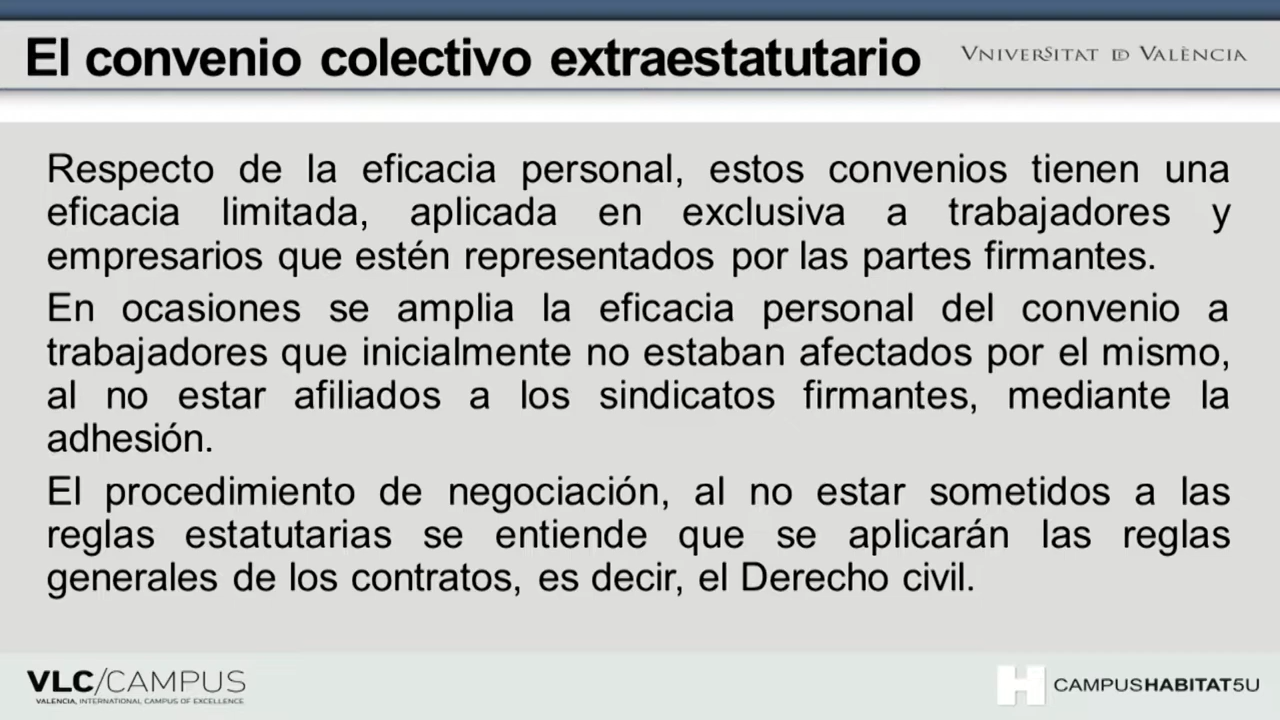 El convenio colectivo extraestatutario
VNIVERSITAT DE VALÈNCIA
Respecto de la eficacia personal, estos convenios tienen una
eficacia limitada, aplicada en exclusiva a trabajadores y
empresarios que estén representados por las partes firmantes.
En ocasiones se amplia la eficacia personal del convenio a
trabajadores que inicialmente no estaban afectados por el mismo,
al no estar afiliados a los sindicatos firmantes, mediante la
adhesión.
El procedimiento de negociación, al no estar sometidos a las
reglas estatutarias se entiende que se aplicarán las reglas
generales de los contratos, es decir, el Derecho civil.
VLC/CAMPUS
VALENCIA, INTERNATIONAL CAMPUS OF EXCELLENCE
H CAMPUSHABITAT5U